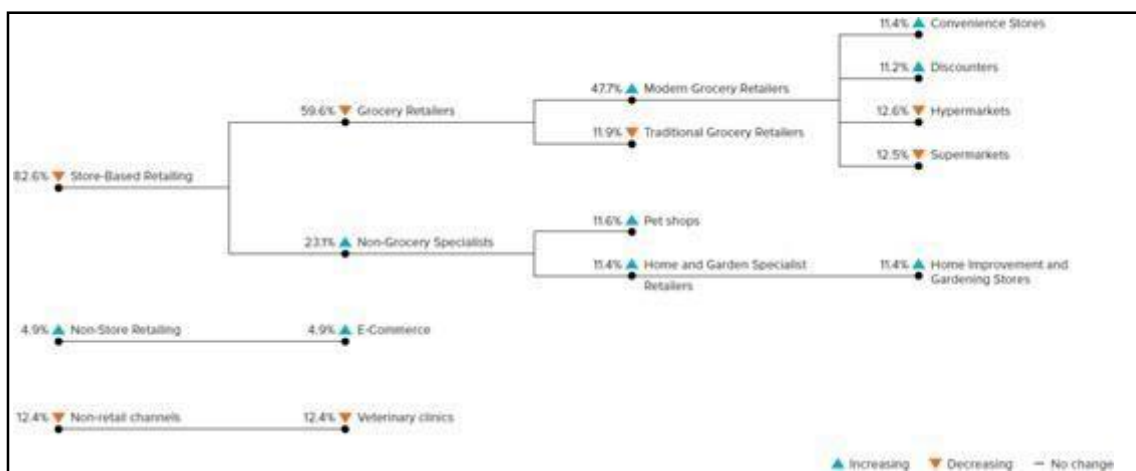 11.4% Convenience Stores
11.2% Discounters
47.7% Modern Grocery Retailers
59.6% Grocery Retailers
12.6% Hypermarkets
11.9% Traditional Grocery Retailers
12.5% Supermarkets
82.6% Store-Based Retailing
11.6% Pet shops
23.1% Non-Grocery Specialists
11.4% Home and Garden Specialist
Retailers
11.4% Home Improvement and
Gardening Stores
4.9% Non-Store Retailing
4.9% E-Commerce
12.4% Non-retail channels
12.4% Veterinary clinics
Increasing Decreasing No change